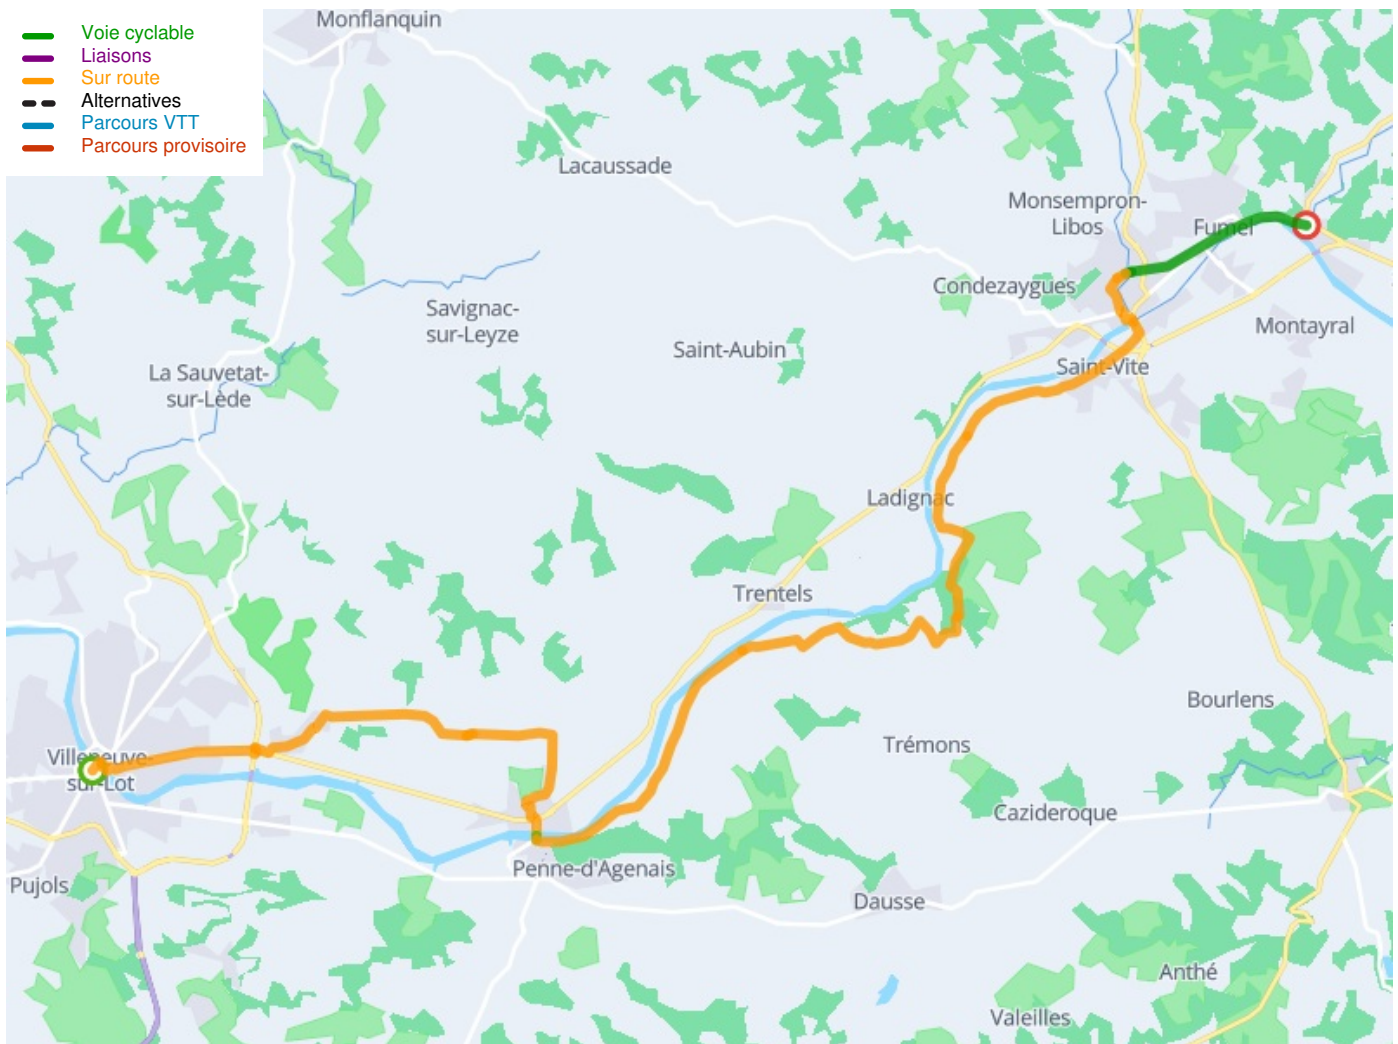 Voie cyclable
Liaisons
Sur route
Alternatives
Parcours VTT
Parcours provisoire
Monflanquin
Lacaussade
Monsempron-
Libos
Fumel
Condezaygues
Savignac-
sur-Leyze
Montayral
Saint-Aubin
Saint-Vite
La Sauvetat-
sur-Lède
Ladignac
Trentels
Bourlens
Trémons
Villeneuve-
sur-Lot
Cazideroque
Penne-d'Agenais
Pujols
Dausse
Anthé
Valeilles